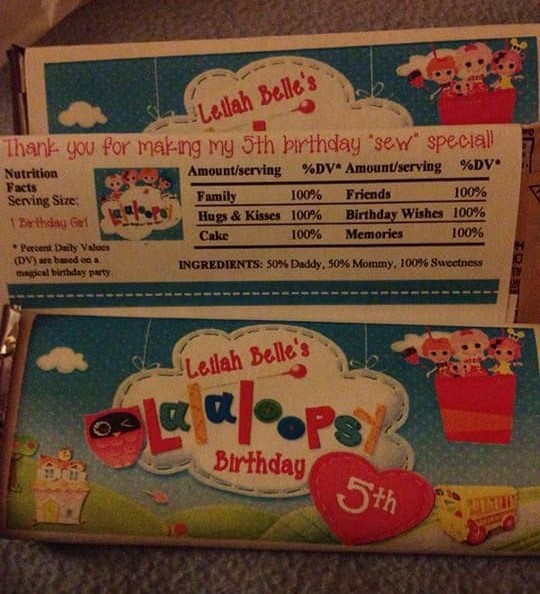 Leilah Belle's
Thank you for making my 5th birthday "sew" special!
Nutrition
Facts
Serving Size:
1 Birthday Girl
* Percent Daily Values
(DV) are based on a
magical birthday party.
Lalaloopsy
Amount/serving %DV* Amount/serving %DV*
Family 100% Friends 100%
Hugs & Kisses 100% Birthday Wishes 100%
Cake 100% Memories 100%
INGREDIENTS: 50% Daddy, 50% Mommy, 100% Sweetness
Leilah Belle's
Lalaloopsy
Birthday
5th